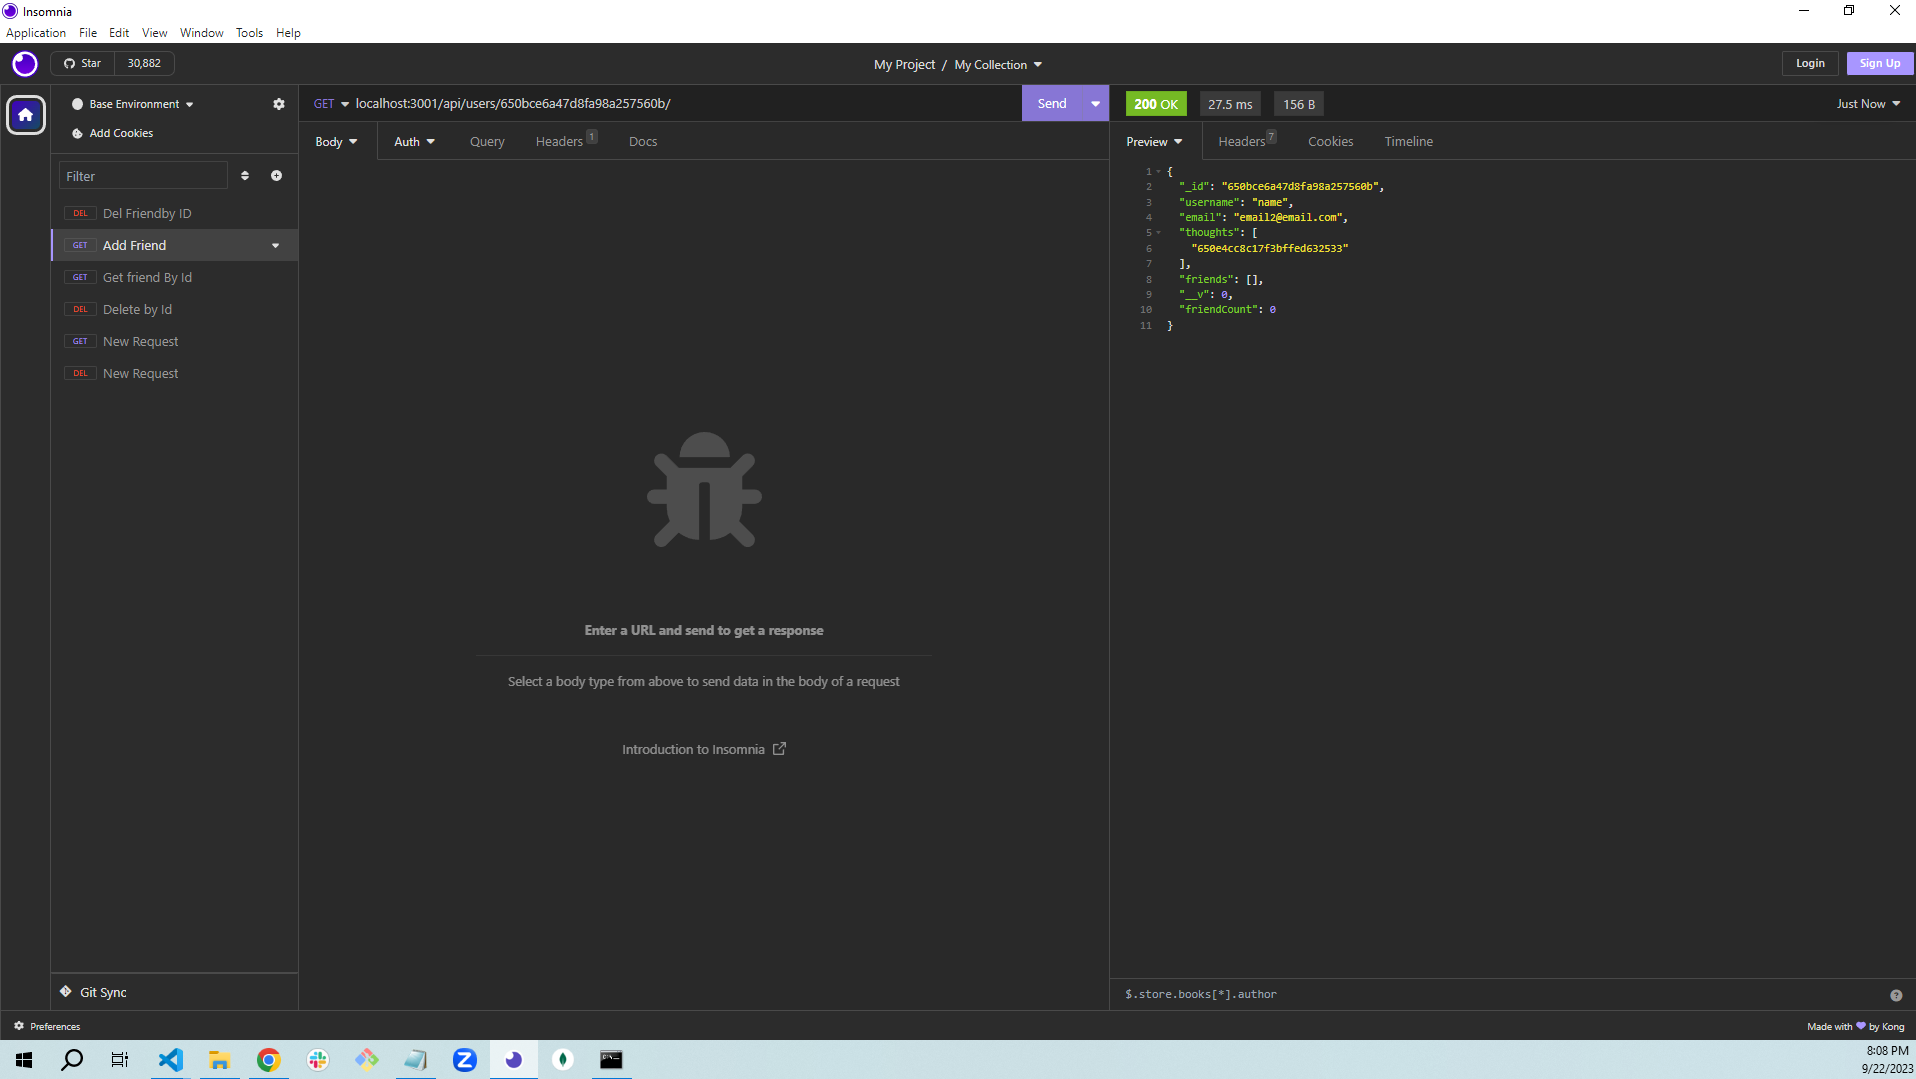 Insomnia
Application File Edit View Window Tools Help
Star 30,882
My Project / My Collection
Login Sign Up
Base Environment
Add Cookies
Filter
DEL Del Friendby ID
GET Add Friend
GET Get friend By Id
DEL Delete by Id
GET New Request
DEL New Request
Git Sync
Preferences
GET localhost:3001/api/users/650bce6a47d8fa98a257560b/ Send
Body Auth Query Headers 1 Docs
Enter a URL and send to get a response
Select a body type from above to send data in the body of a request
Introduction to Insomnia
200 OK 27.5 ms 156 B Just Now
Preview Headers 7 Cookies Timeline
1 {
2 "_id": "650bce6a47d8fa98a257560b",
3 "username": "name",
4 "email": "email2@email.com",
5 "thoughts": [
6 "650e4cc8c17f3bffed632533"
7 ],
8 "friends": [],
9 "__v": 0,
10 "friendCount": 0
11 }
$.store.books[*].author
Made with by Kong
8:08 PM
9/22/2023